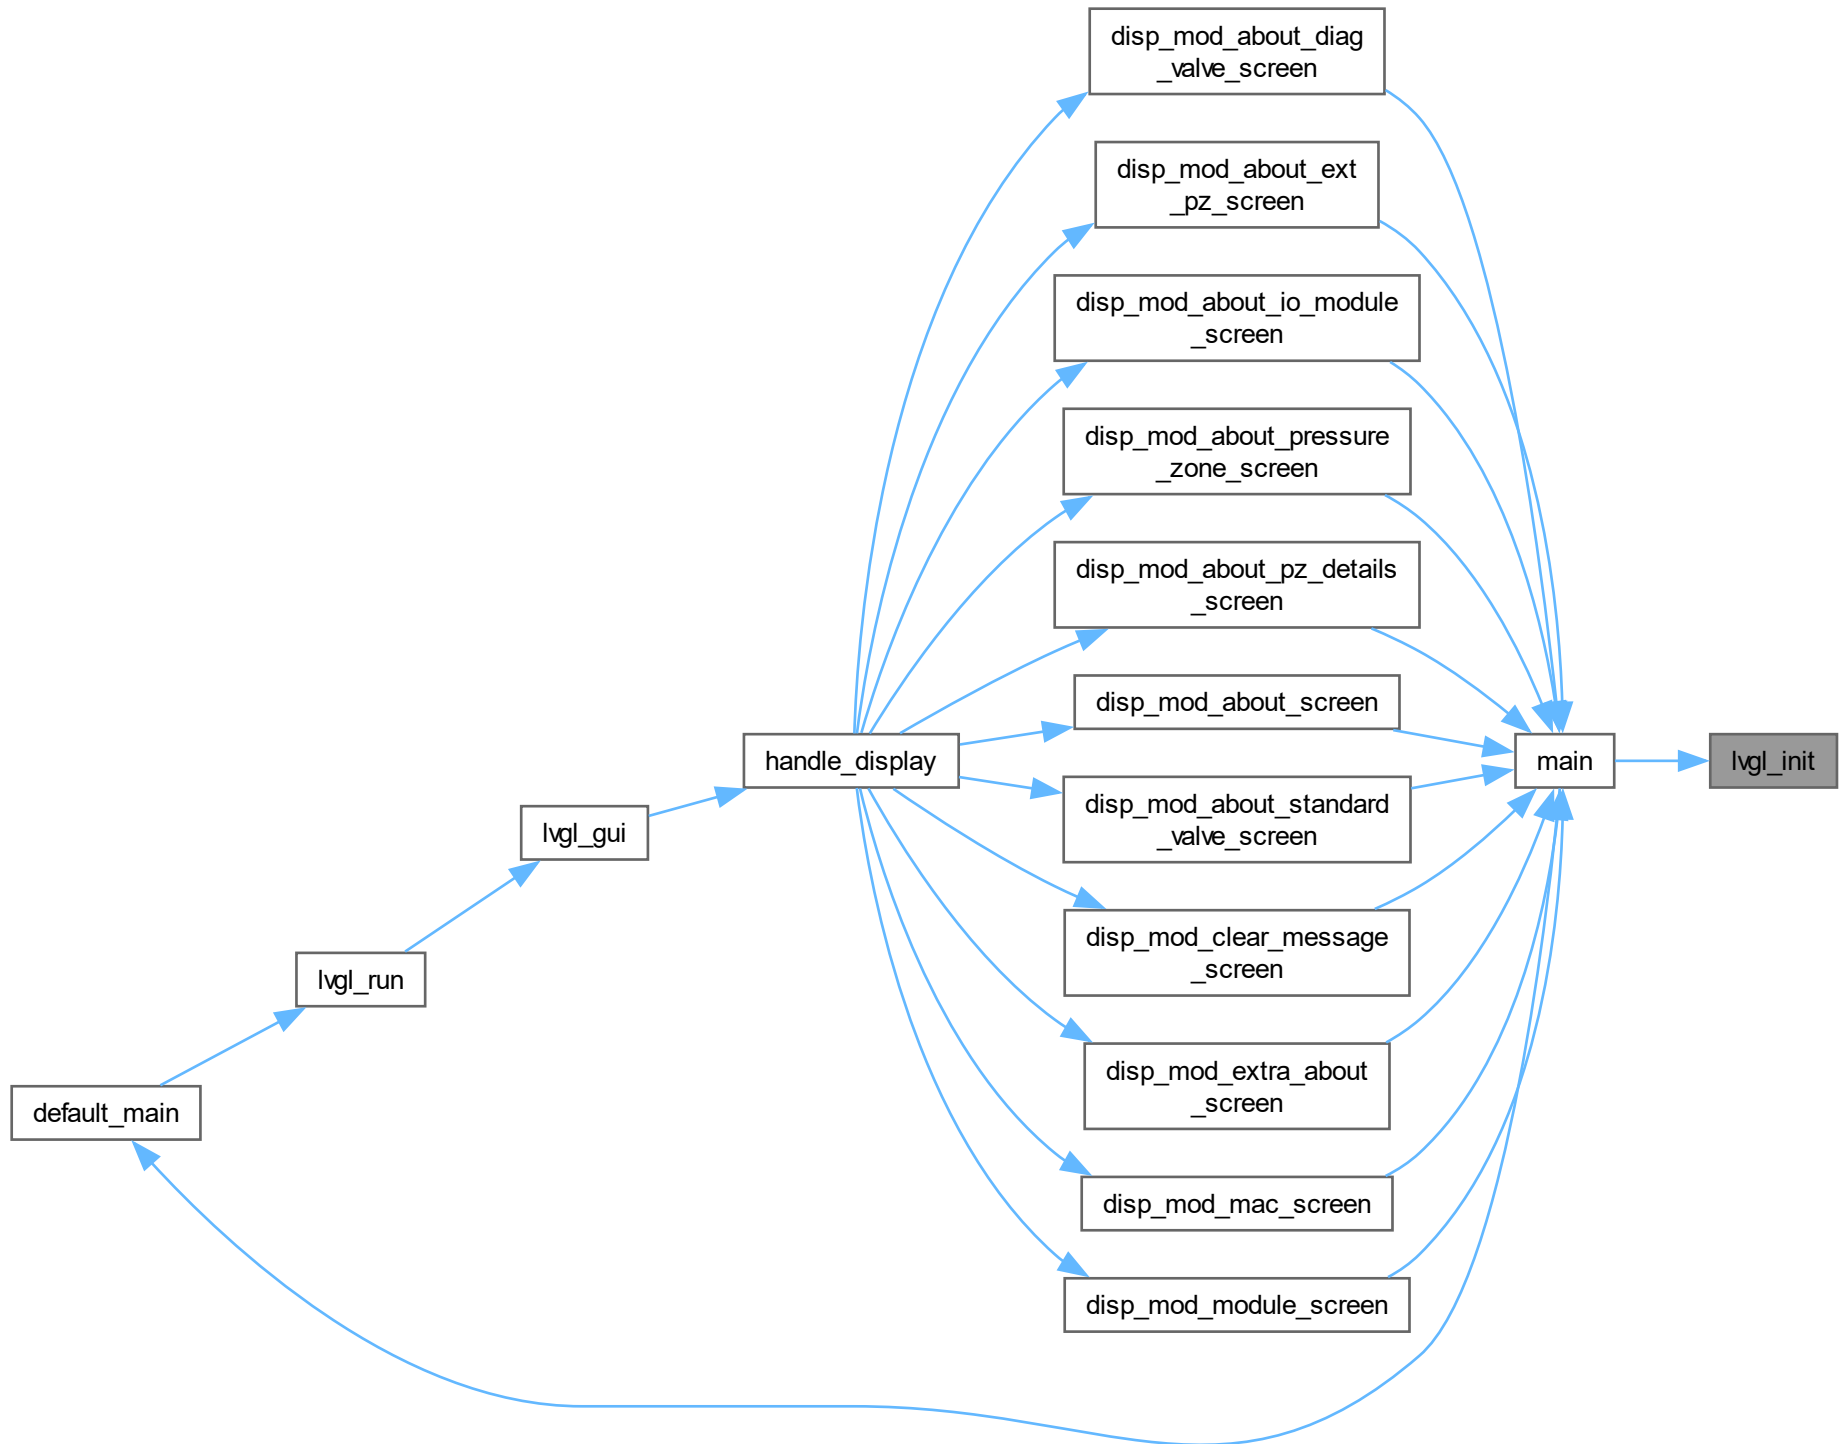 disp_mod_about_diag
_valve_screen
disp_mod_about_ext
_pz_screen
disp_mod_about_io_module
_screen
disp_mod_about_pressure
_zone_screen
disp_mod_about_pz_details
_screen
disp_mod_about_screen
handle_display
main
lvgl_init
disp_mod_about_standard
_valve_screen
lvgl_gui
disp_mod_clear_message
_screen
lvgl_run
disp_mod_extra_about
_screen
default_main
disp_mod_mac_screen
disp_mod_module_screen